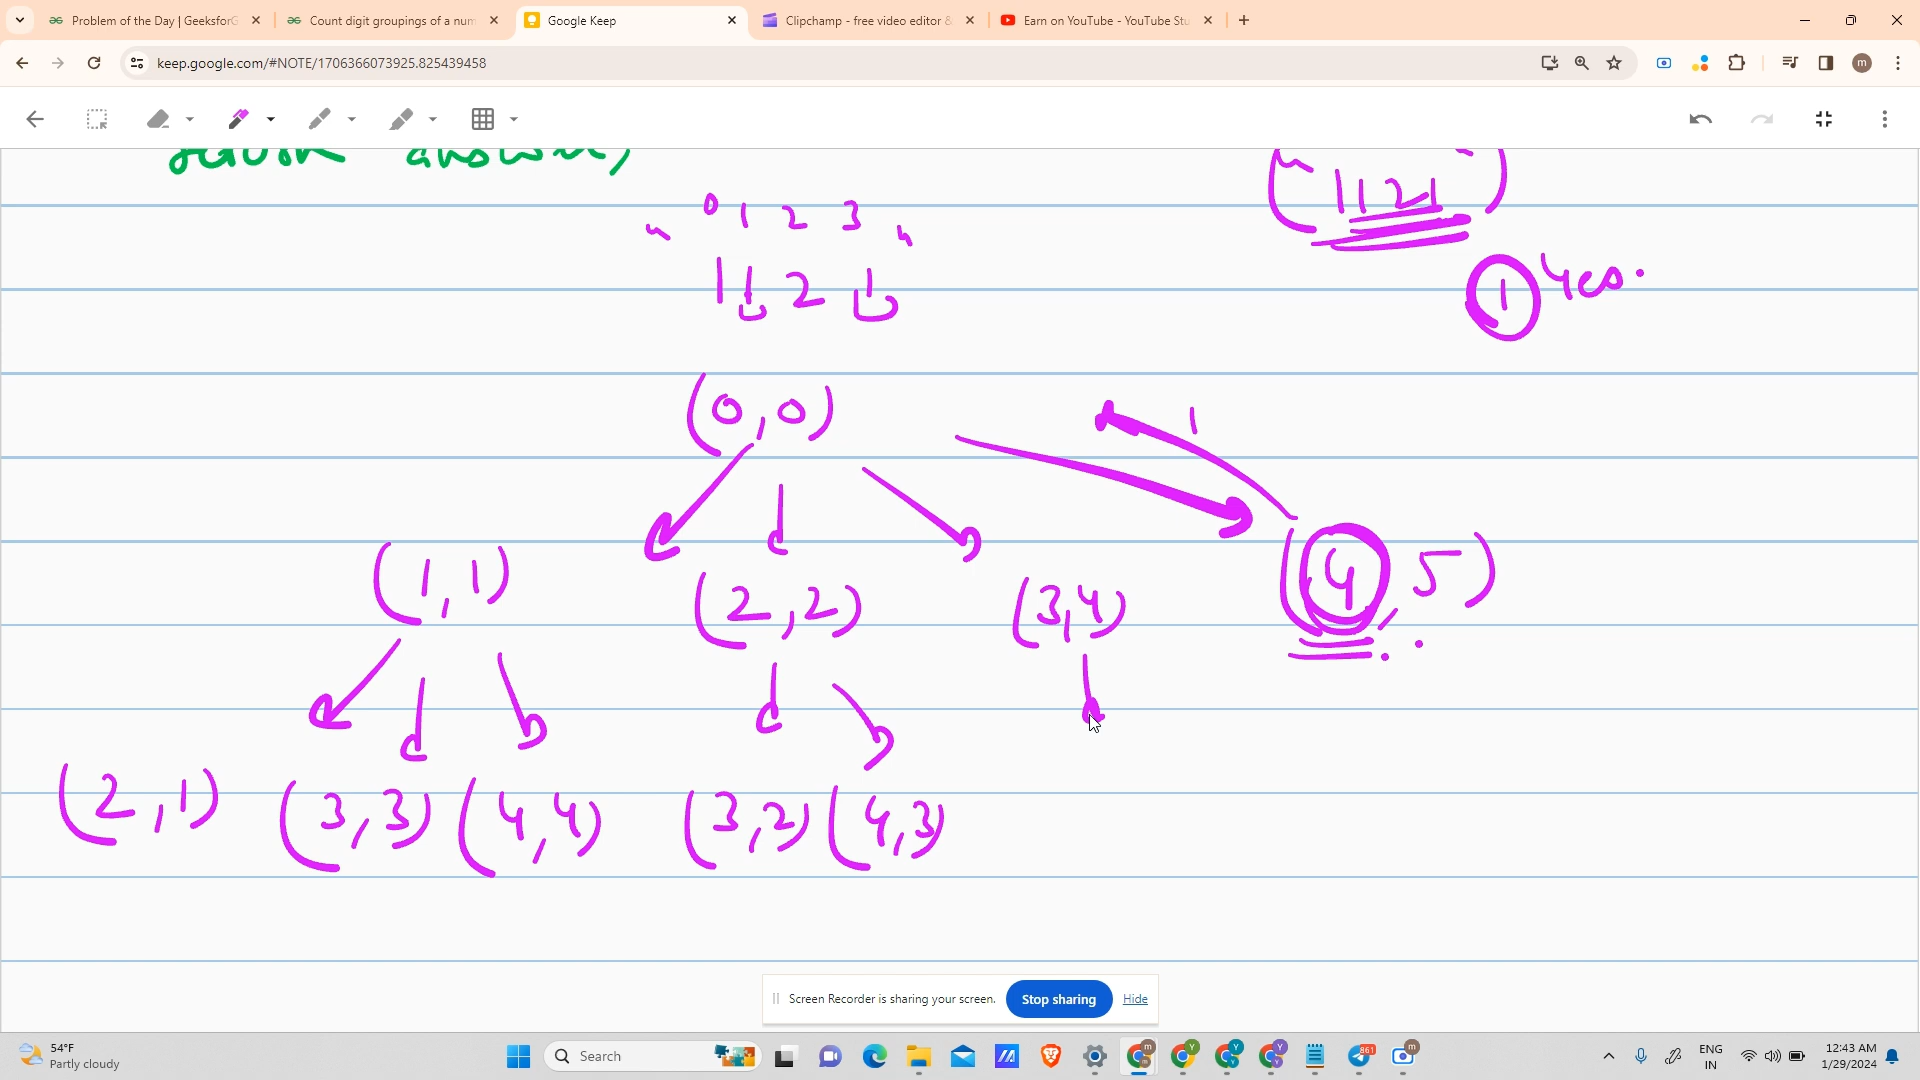 Problem of the Day | GeeksforG
Count digit groupings of a num
Google Keep
Clipchamp - free video editor &
Earn on YouTube - YouTube Stu
keep.google.com/#NOTE/1706366073925.825439458
m
return answer;
" 0 1 2 3 "
1 1 2 1
(" 1121 ")
1 Yes.
(0,0)
1
(1,1) (2,2) (3,4) (4,5)
(2,1) (3,3) (4,4) (3,2) (4,3)
Screen Recorder is sharing your screen. Stop sharing Hide
54°F
Partly cloudy
Search
861
ENG
IN
12:43 AM
1/29/2024